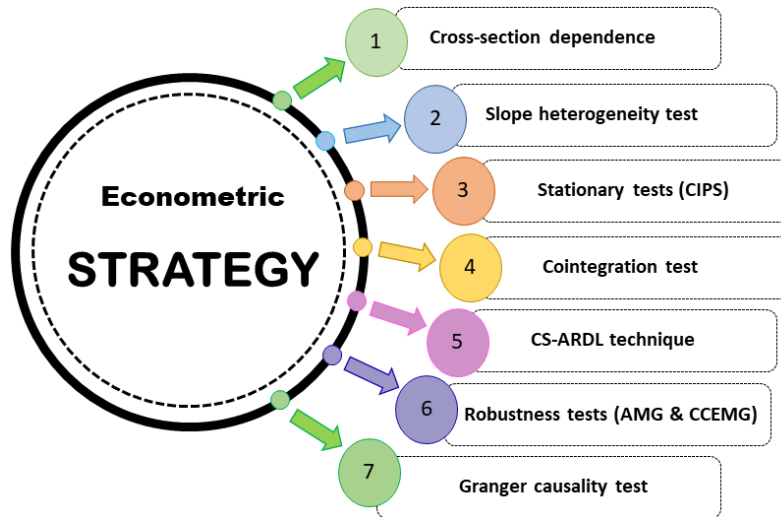 Econometric
STRATEGY
1
Cross-section dependence
2
Slope heterogeneity test
3
Stationary tests (CIPS)
4
Cointegration test
5
CS-ARDL technique
6
Robustness tests (AMG & CCEMG)
7
Granger causality test